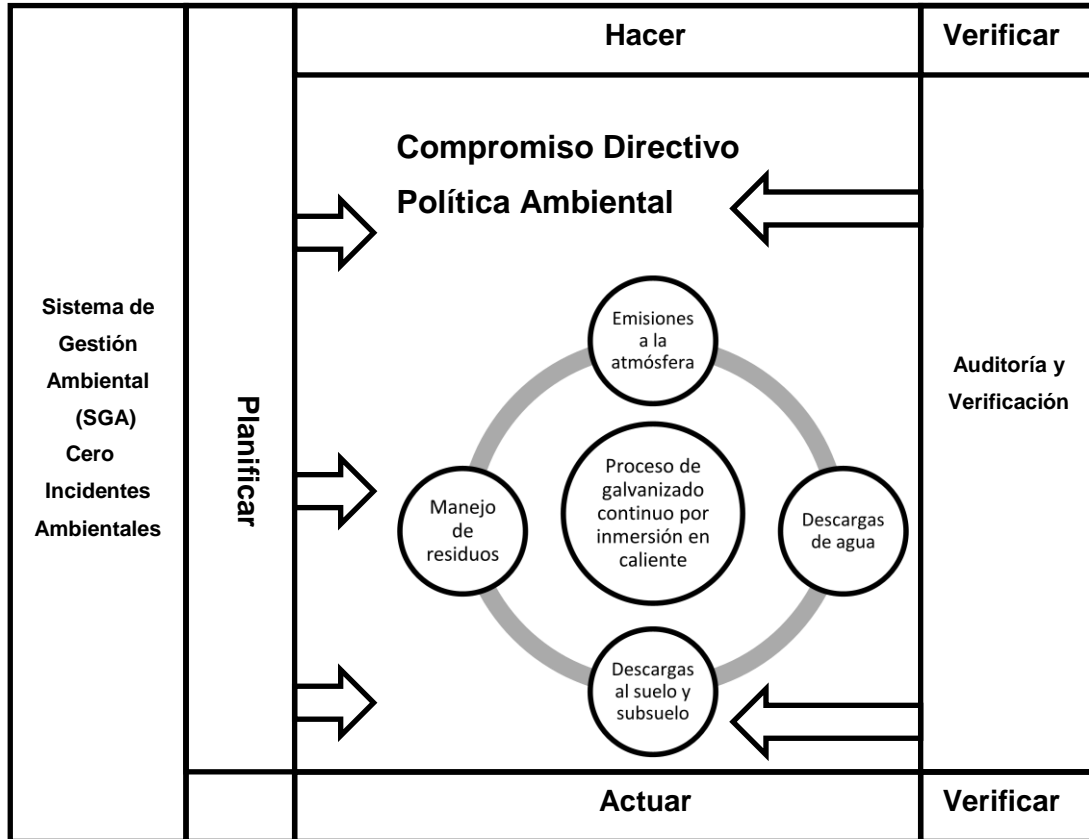 Hacer
Verificar
Compromiso Directivo
Política Ambiental
Sistema de
Gestión
Ambiental
(SGA)
Cero
Incidentes
Ambientales
Planificar
Emisiones
a la
atmósfera
Proceso de
galvanizado
continuo por
inmersión en
caliente
Manejo
de
residuos
Descargas
de agua
Descargas
al suelo y
subsuelo
Auditoría y
Verificación
Actuar
Verificar